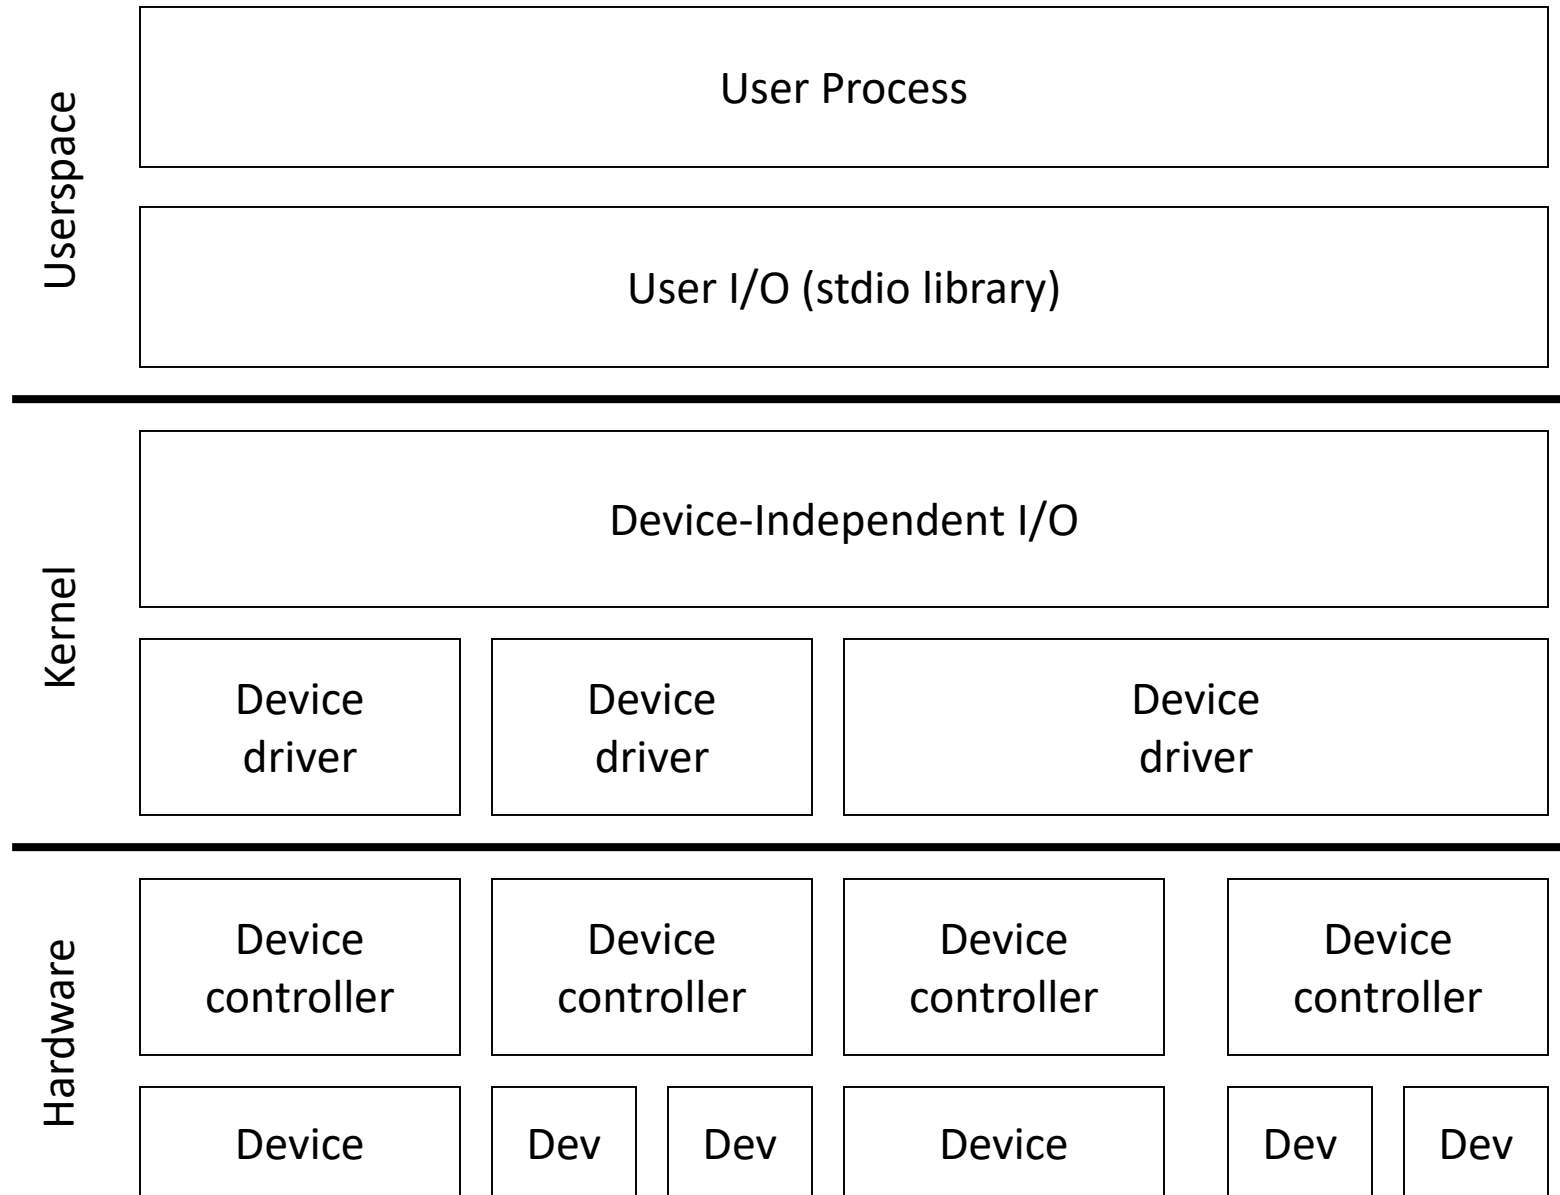 Userspace
User Process
User I/O (stdio library)
Kernel
Device-Independent I/O
Device
driver
Device
driver
Device
driver
Hardware
Device
controller
Device
controller
Device
controller
Device
controller
Device
Dev
Dev
Device
Dev
Dev